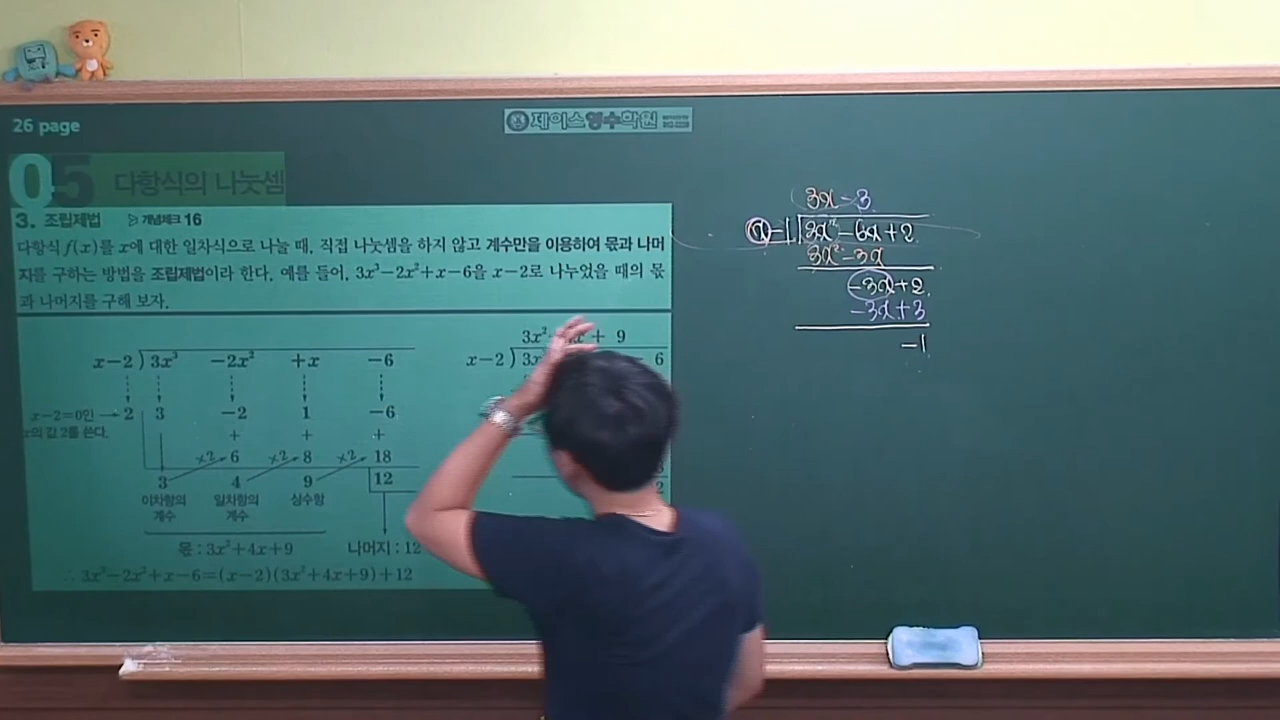 26 page
제이스영수학원
05 다항식의 나눗셈
3. 조립제법 개념체크 16
다항식 f(x)를 x에 대한 일차식으로 나눌 때, 직접 나눗셈을 하지 않고 계수만을 이용하여 몫과 나머
지를 구하는 방법을 조립제법이라 한다. 예를 들어, 3x³-2x²+x-6을 x-2로 나누었을 때의 몫
과 나머지를 구해 보자.
x-2 ) 3x³ -2x² +x -6
x-2=0인 → 2 3 -2 1 -6
x의 값 2를 쓴다.
+ + +
×2 6 ×2 8 ×2 18
3 4 9 12
이차항의 일차항의 상수항
계수 계수
몫 : 3x²+4x+9 나머지 : 12
∴ 3x³-2x²+x-6=(x-2)(3x²+4x+9)+12
3x² + 9
x-2 ) 3x - 6
3x-3
x-1 3x²-6x+2
3x²-3x
-3x+2
-3x+3
-1